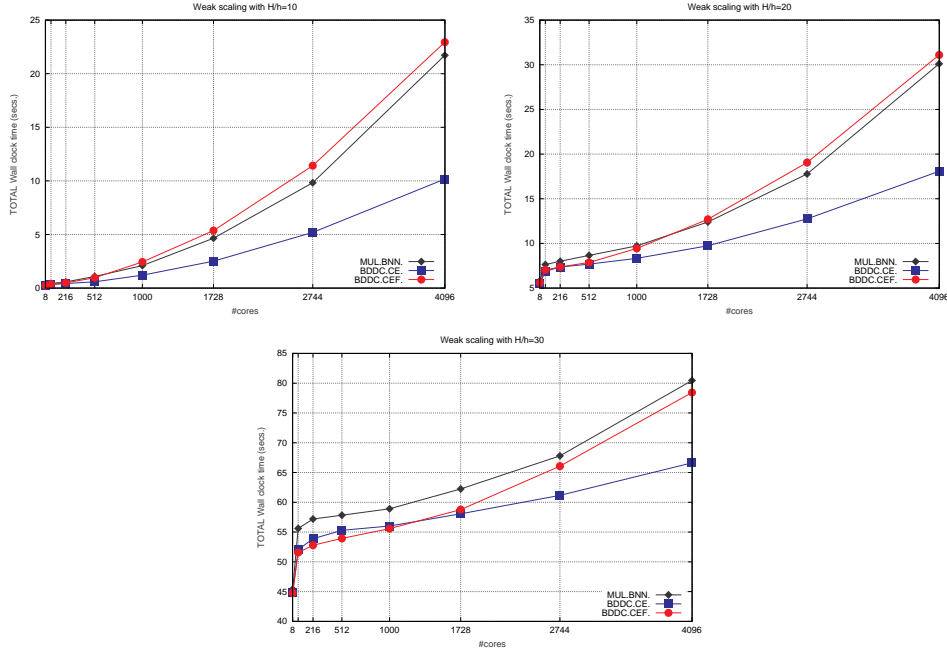 Weak scaling with H/h=10
25
20
15
10
5
0
TOTAL Wall clock time (secs.)
8 216 512 1000 1728 2744 4096
#cores
MUL.BNN.
BDDC.CE.
BDDC.CEF.
Weak scaling with H/h=20
35
30
25
20
15
10
5
TOTAL Wall clock time (secs.)
8 216 512 1000 1728 2744 4096
#cores
MUL.BNN.
BDDC.CE.
BDDC.CEF.
Weak scaling with H/h=30
85
80
75
70
65
60
55
50
45
40
TOTAL Wall clock time (secs.)
8 216 512 1000 1728 2744 4096
#cores
MUL.BNN.
BDDC.CE.
BDDC.CEF.